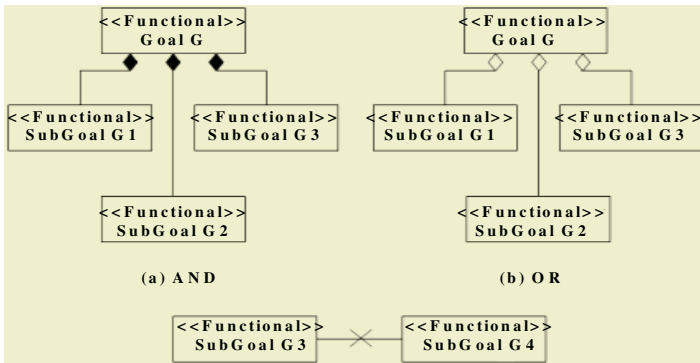 <<Functional>>
Goal G
<<Functional>>
Goal G
<<Functional>>
SubGoal G1
<<Functional>>
SubGoal G3
<<Functional>>
SubGoal G1
<<Functional>>
SubGoal G3
<<Functional>>
SubGoal G2
<<Functional>>
SubGoal G2
(a) AND
(b) OR
<<Functional>>
SubGoal G3
<<Functional>>
SubGoal G4